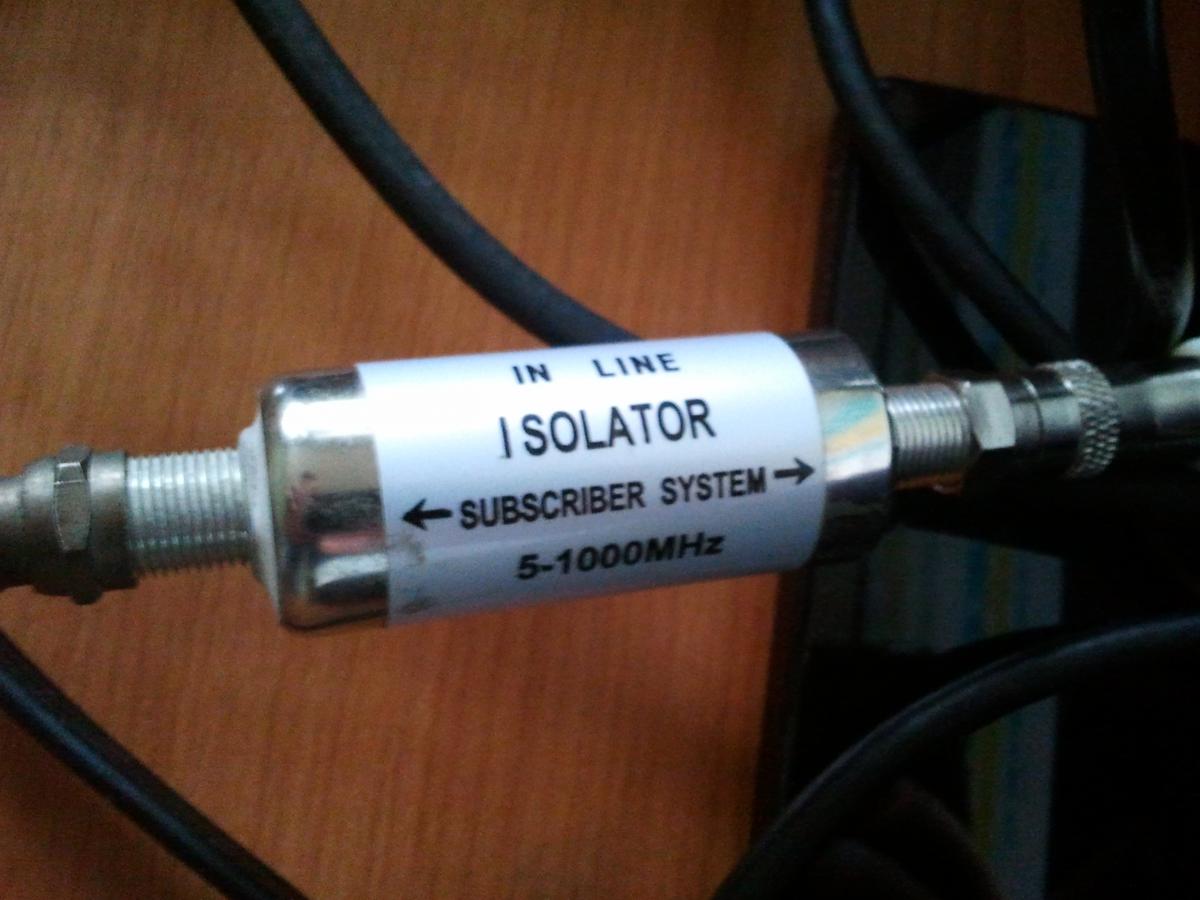 IN LINE
ISOLATOR
← SUBSCRIBER SYSTEM →
5-1000MHz